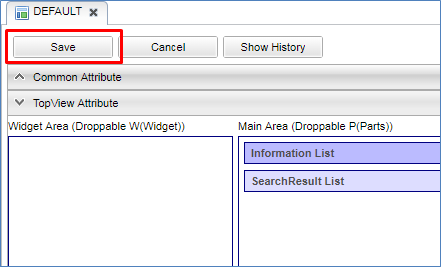 DEFAULT
Save Cancel Show History
Common Attribute
TopView Attribute
Widget Area (Droppable W(Widget)) Main Area (Droppable P(Parts))
Information List
SearchResult List